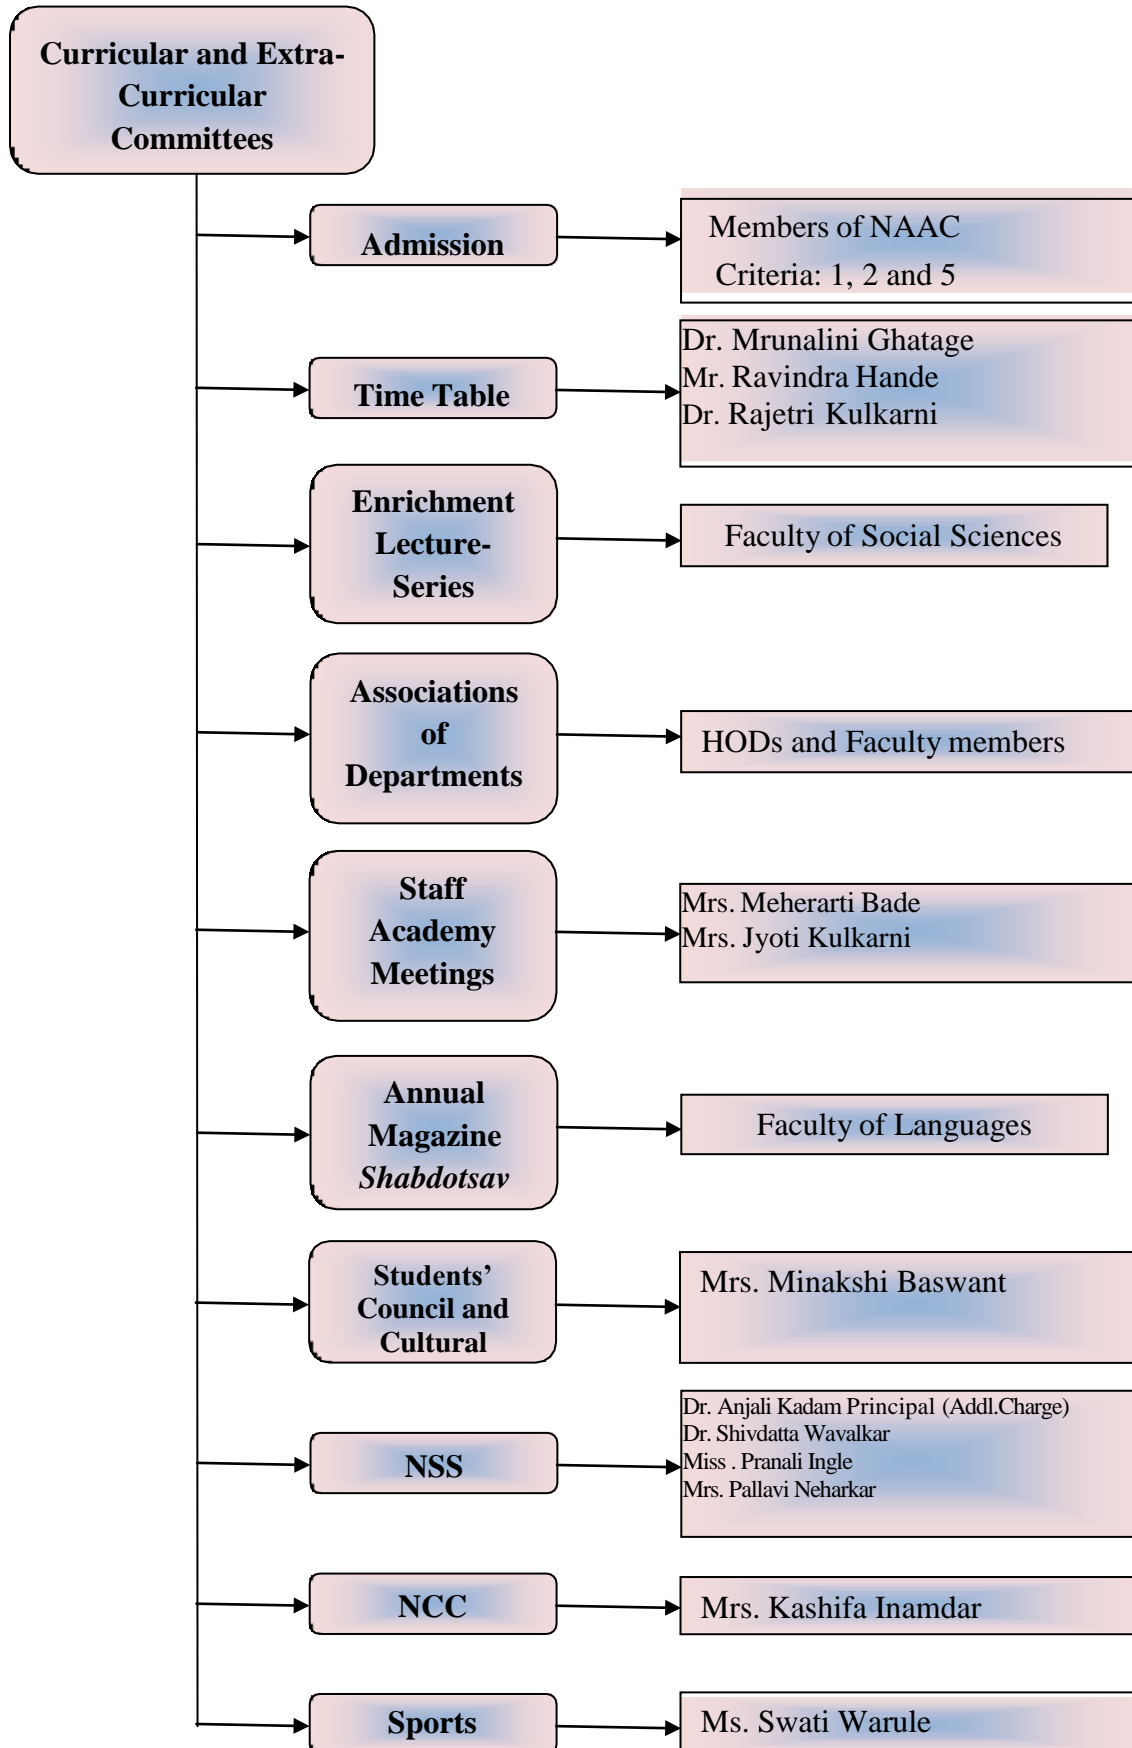 Curricular and Extra-
Curricular
Committees
Admission
Members of NAAC
Criteria: 1, 2 and 5
Time Table
Dr. Mrunalini Ghatage
Mr. Ravindra Hande
Dr. Rajetri Kulkarni
Enrichment
Lecture-
Series
Faculty of Social Sciences
Associations
of
Departments
HODs and Faculty members
Staff
Academy
Meetings
Mrs. Meherarti Bade
Mrs. Jyoti Kulkarni
Annual
Magazine
Shabdotsav
Faculty of Languages
Students’
Council and
Cultural
Mrs. Minakshi Baswant
NSS
Dr. Anjali Kadam Principal (Addl.Charge)
Dr. Shivdatta Wavalkar
Miss . Pranali Ingle
Mrs. Pallavi Neharkar
NCC
Mrs. Kashifa Inamdar
Sports
Ms. Swati Warule